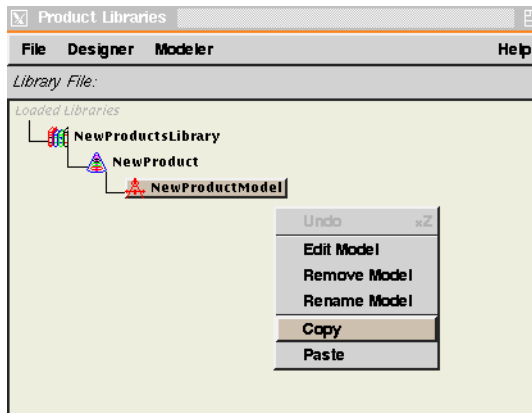 Product Libraries
File Designer Modeler Help
Library File:
Loaded Libraries
NewProductsLibrary
NewProduct
NewProductModel
Undo xZ
Edit Model
Remove Model
Rename Model
Copy
Paste